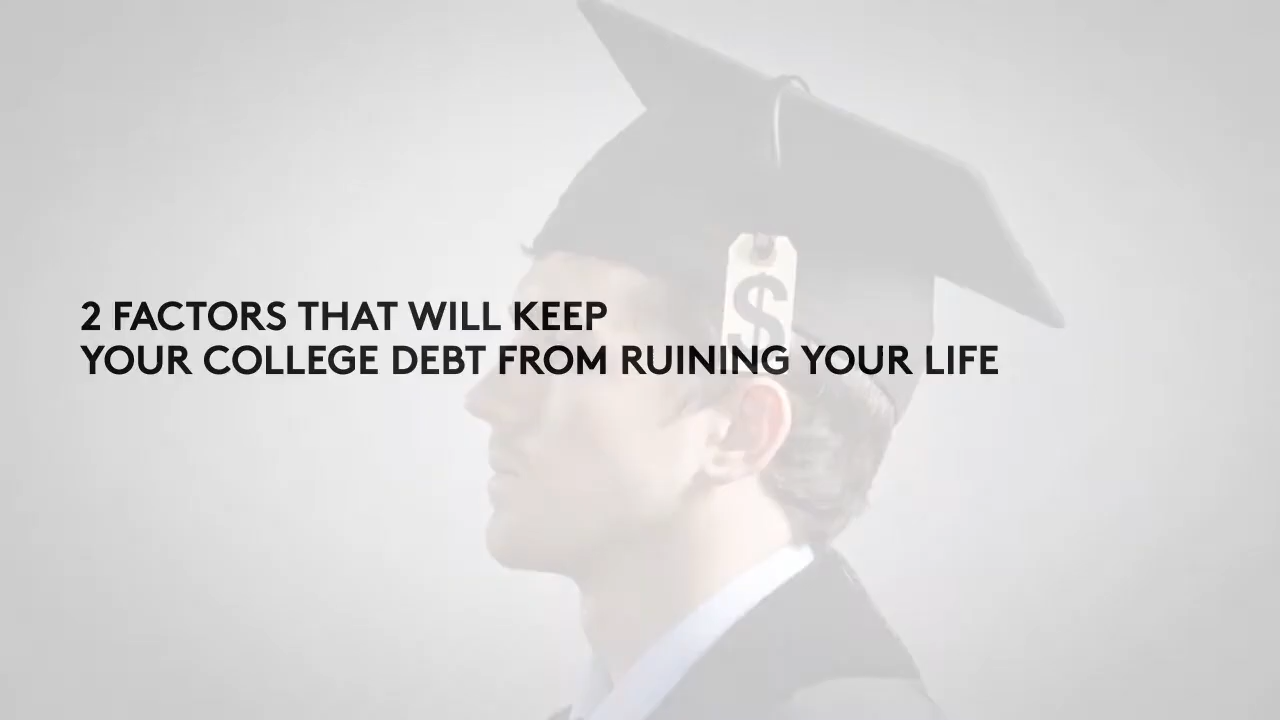 2 FACTORS THAT WILL KEEP
YOUR COLLEGE DEBT FROM RUINING YOUR LIFE
$